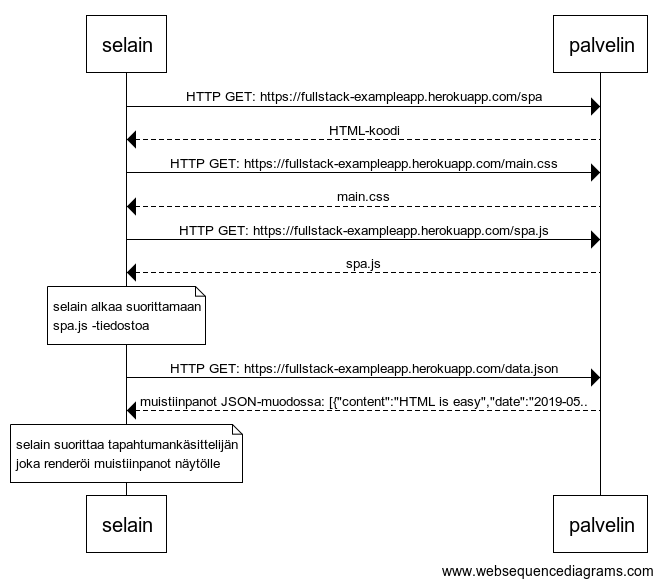 selain
palvelin
HTTP GET: https://fullstack-exampleapp.herokuapp.com/spa
HTML-koodi
HTTP GET: https://fullstack-exampleapp.herokuapp.com/main.css
main.css
HTTP GET: https://fullstack-exampleapp.herokuapp.com/spa.js
spa.js
selain alkaa suorittamaan
spa.js -tiedostoa
HTTP GET: https://fullstack-exampleapp.herokuapp.com/data.json
muistiinpanot JSON-muodossa: [{"content":"HTML is easy","date":"2019-05..
selain suorittaa tapahtumankäsittelijän
joka renderöi muistiinpanot näytölle
selain
palvelin
www.websequencediagrams.com